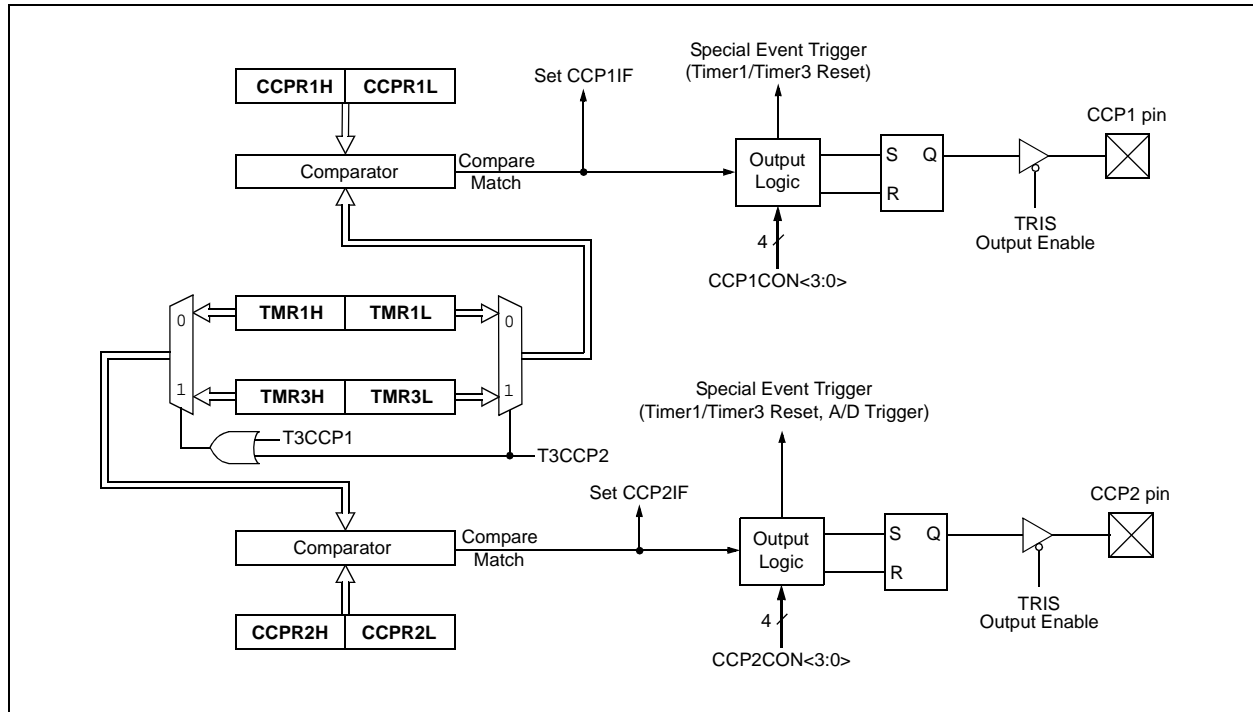 Special Event Trigger
(Timer1/Timer3 Reset)
Set CCP1IF
CCPR1H CCPR1L
CCP1 pin
Comparator
Compare
Match
Output
Logic
S Q
R
TRIS
Output Enable
4
CCP1CON<3:0>
0 TMR1H TMR1L 0
1 TMR3H TMR3L 1
T3CCP1
T3CCP2
Special Event Trigger
(Timer1/Timer3 Reset, A/D Trigger)
Set CCP2IF
CCP2 pin
Comparator
Compare
Match
Output
Logic
S Q
R
TRIS
Output Enable
CCPR2H CCPR2L
4
CCP2CON<3:0>